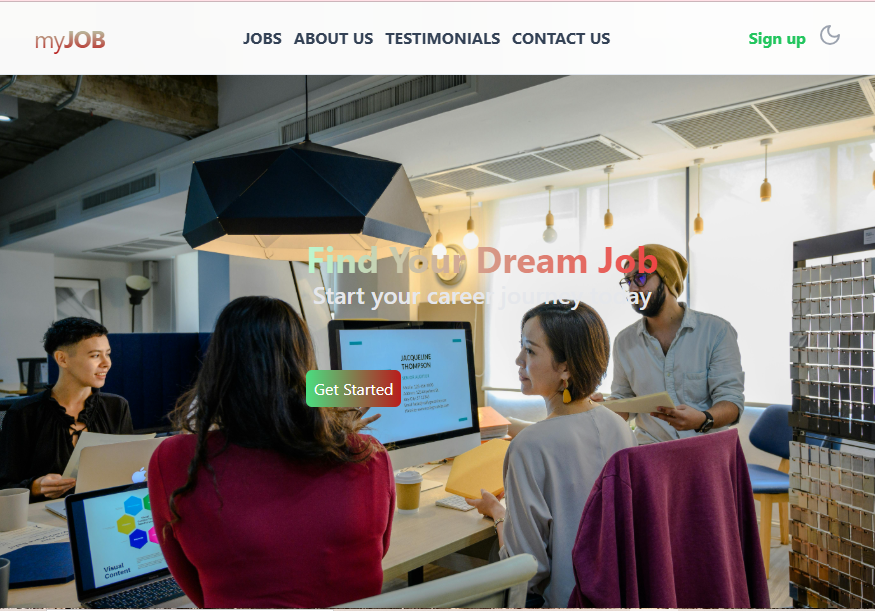 myJOB
JOBS ABOUT US TESTIMONIALS CONTACT US
Sign up
Find Your Dream Job
Start your career journey today
JACQUELINE
THOMPSON
Get Started
Visual
Content